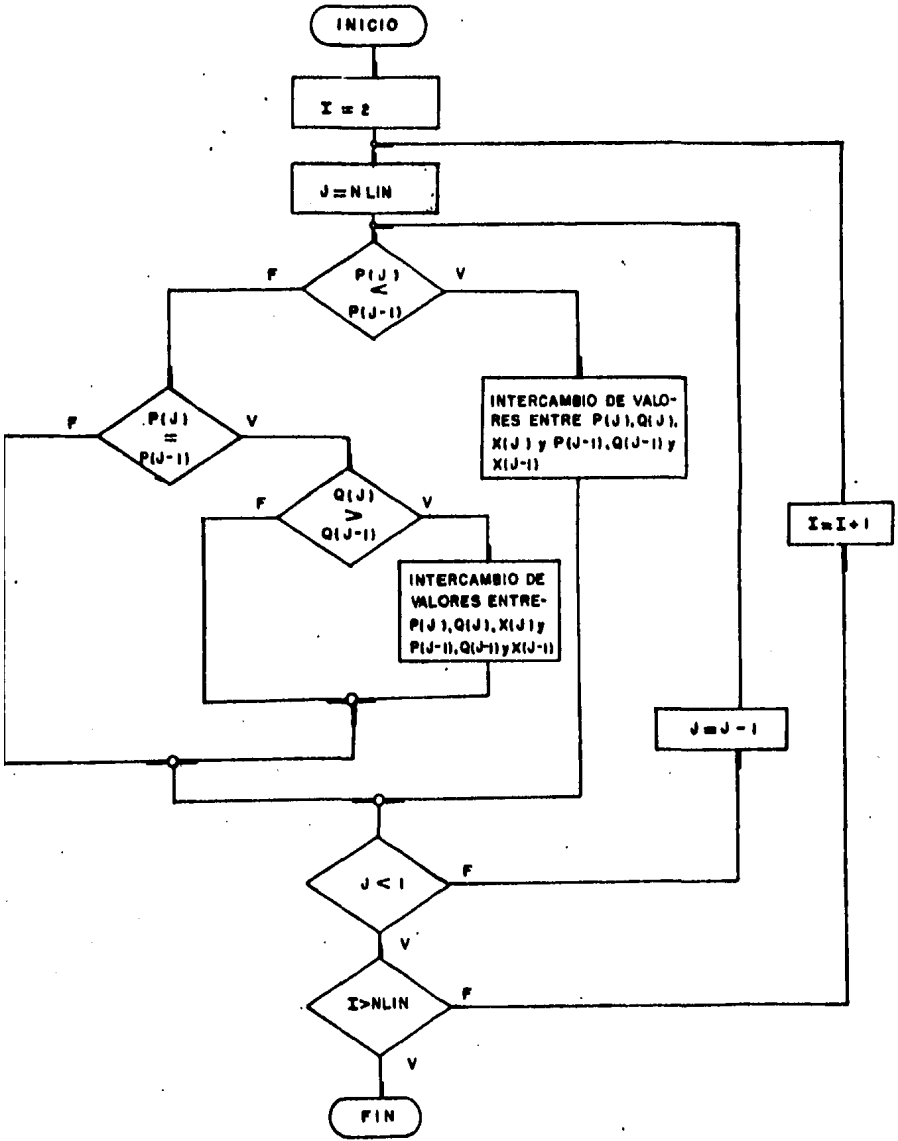 INICIO
I = 2
J = N LIN
F
P(J)
<
P(J-1)
V
INTERCAMBIO DE VALO-
RES ENTRE P(J), Q(J),
X(J) y P(J-1), Q(J-1) y
X(J-1)
F
P(J)
=
P(J-1)
V
F
Q(J)
>
Q(J-1)
V
I = I + 1
INTERCAMBIO DE
VALORES ENTRE-
P(J), Q(J), X(J) y
P(J-1), Q(J-1) y X(J-1)
J = J - 1
J < I
F
V
I>NLIN
F
V
FIN